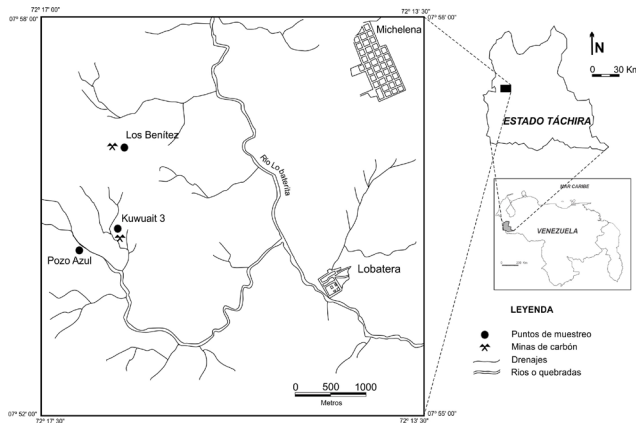 72° 17' 00"
72° 13' 30"
07° 58' 00"
07° 58' 00"
Michelena
N
0 30 Km
ESTADO TÁCHIRA
Los Benítez
Rio Lobaterita
MAR CARIBE
VENEZUELA
Kuwuait 3
Pozo Azul
Lobatera
LEYENDA
Puntos de muestreo
Minas de carbón
Drenajes
Rios o quebradas
0 500 1000
Metros
07° 52' 00"
07° 55' 00"
72° 17' 30"
72° 13' 30"